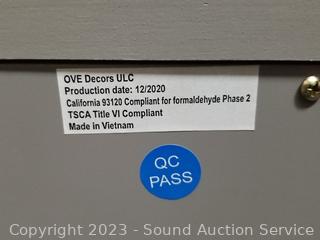 OVE Decors ULC
Production date: 12/2020
California 93120 Compliant for formaldehyde Phase 2
TSCA Title VI Compliant
Made in Vietnam
QC
PASS
Copyright 2023 - Sound Auction Service